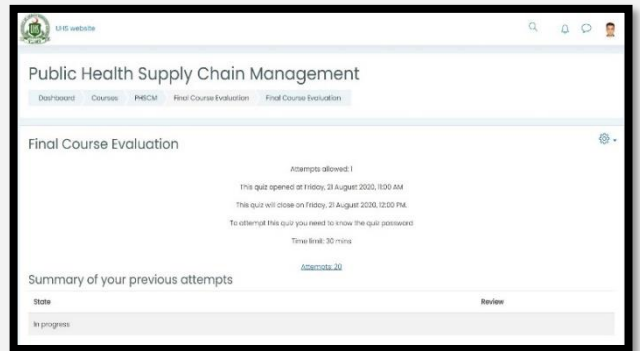 UHS website
Public Health Supply Chain Management
Dashboard Courses PHSCM Final Course Evaluation Final Course Evaluation
Final Course Evaluation
Attempts allowed: 1
This quiz opened at Friday, 21 August 2020, 11:00 AM
This quiz will close on Friday, 21 August 2020, 12:00 PM.
To attempt this quiz you need to know the quiz password
Time limit: 30 mins
Attempts: 20
Summary of your previous attempts
State Review
In progress